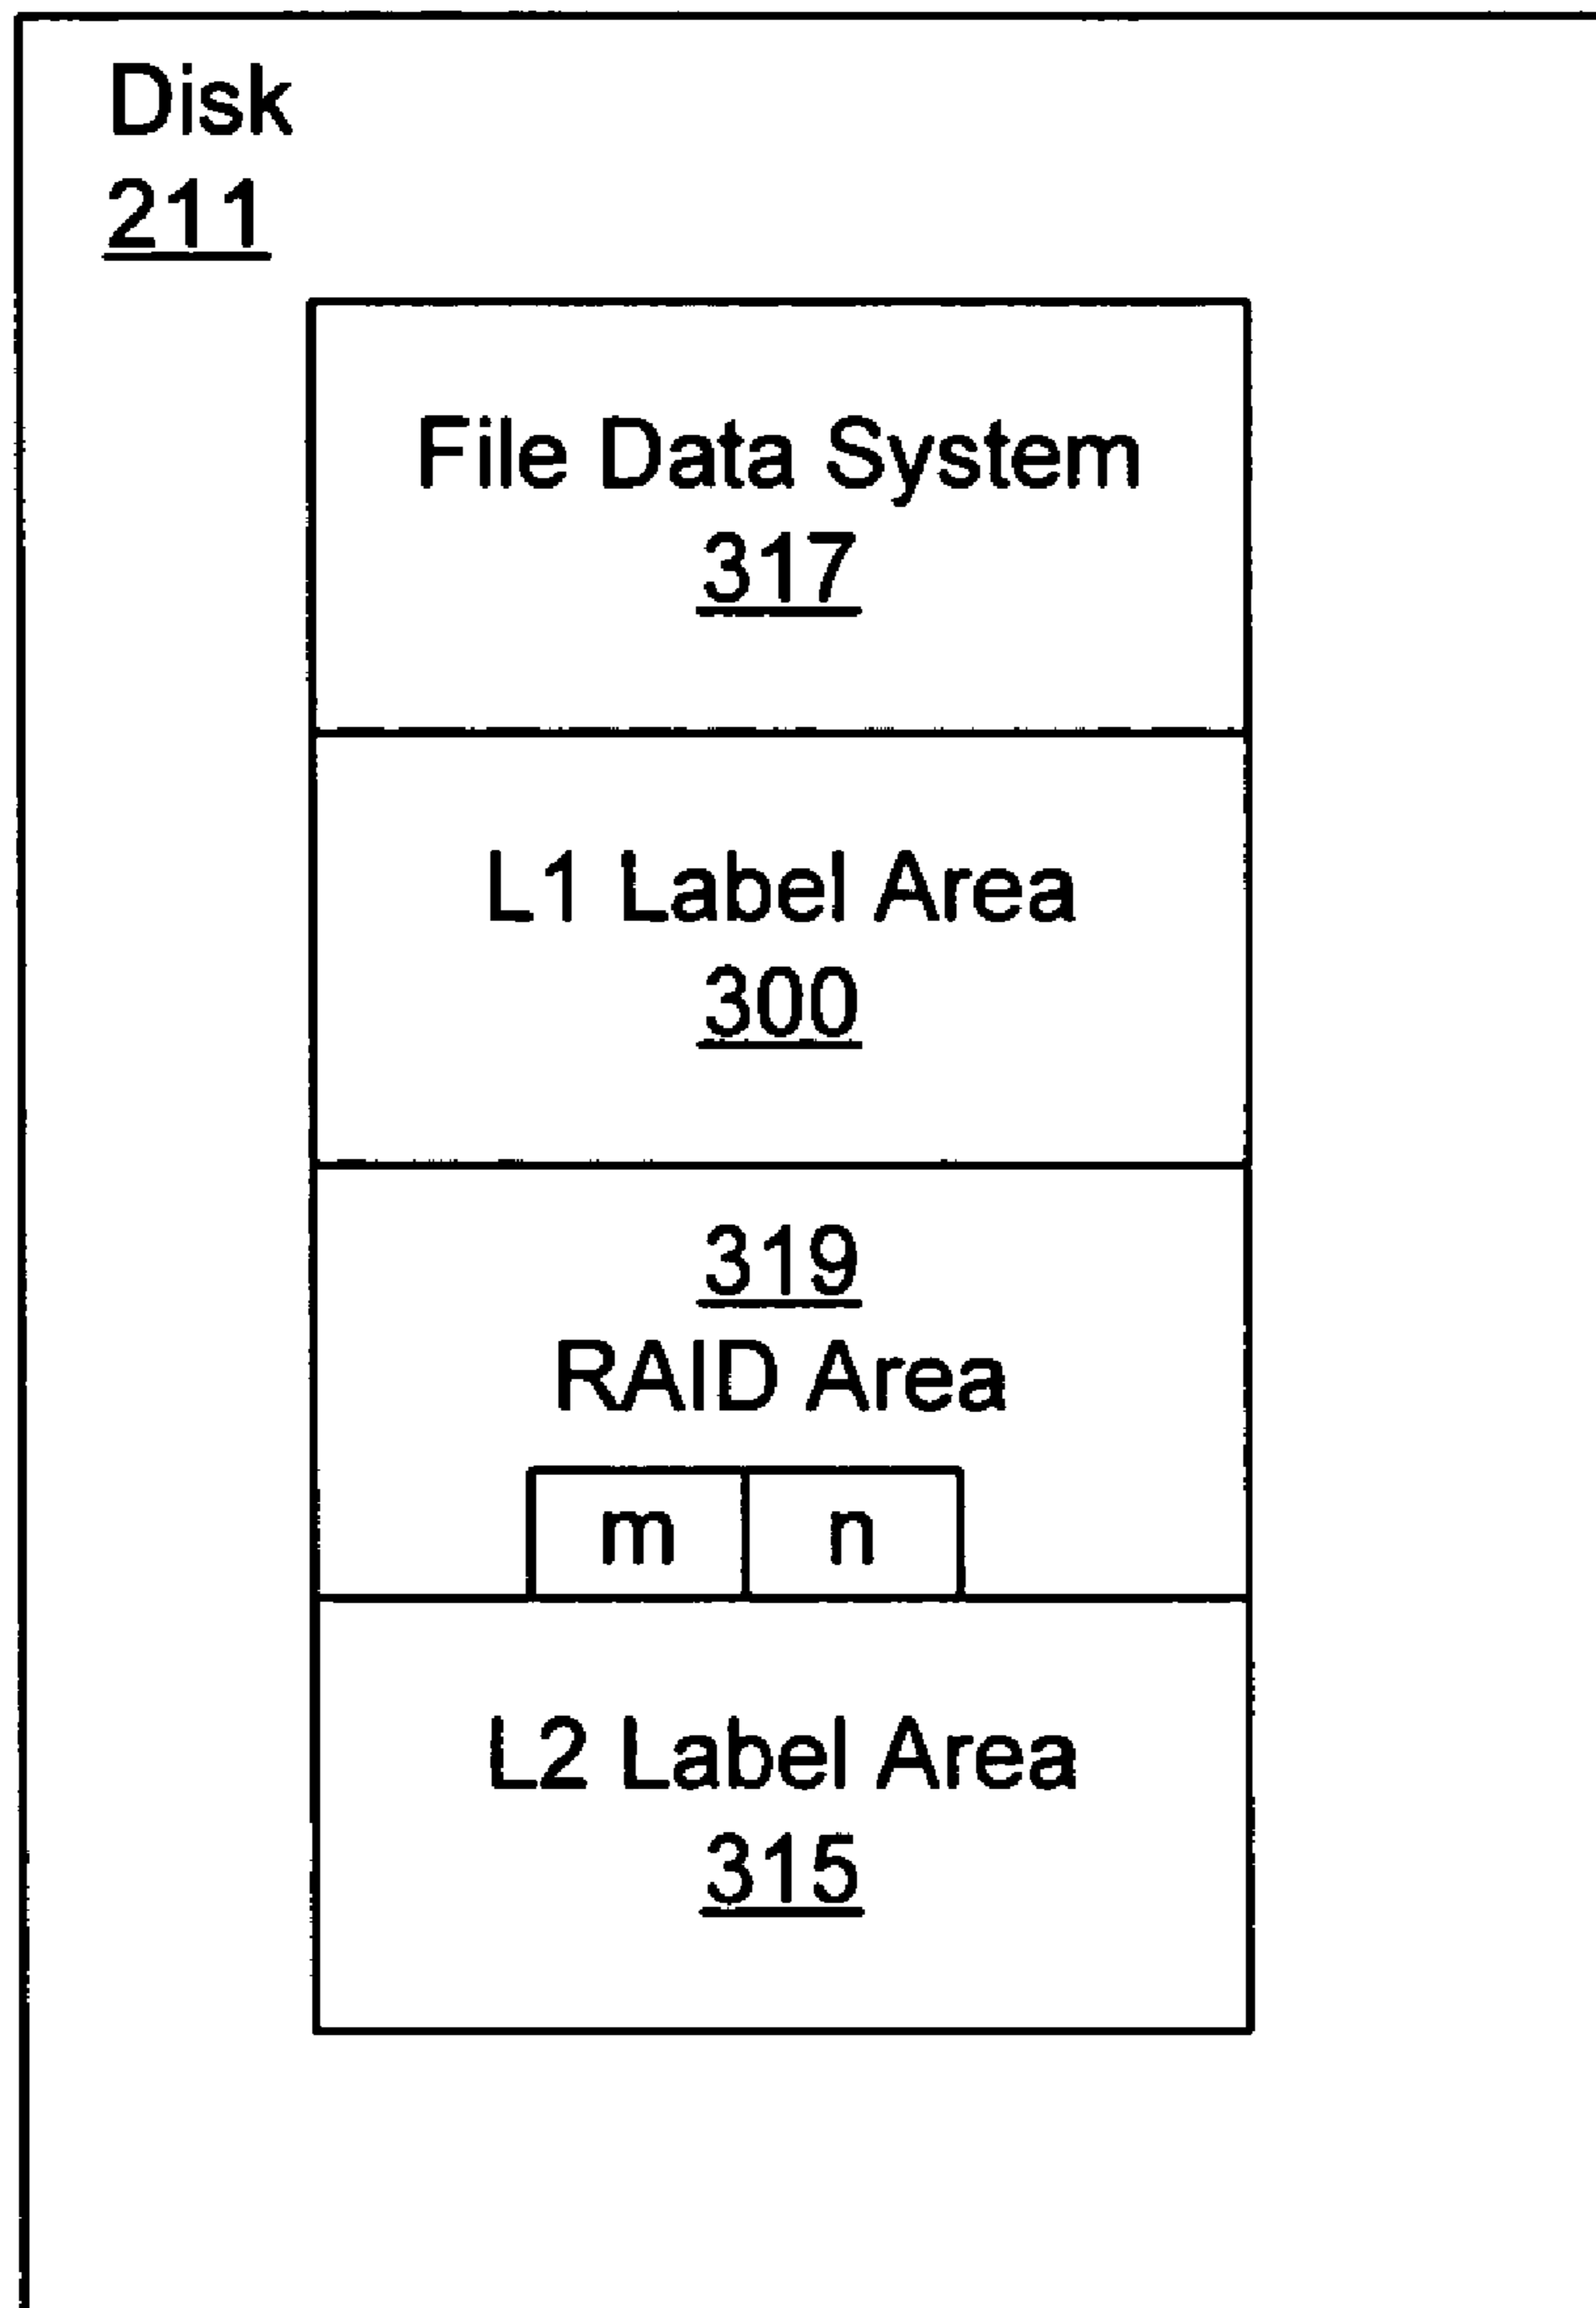 Disk
211
File Data System
317
L1 Label Area
300
319
RAID Area
m n
L2 Label Area
315